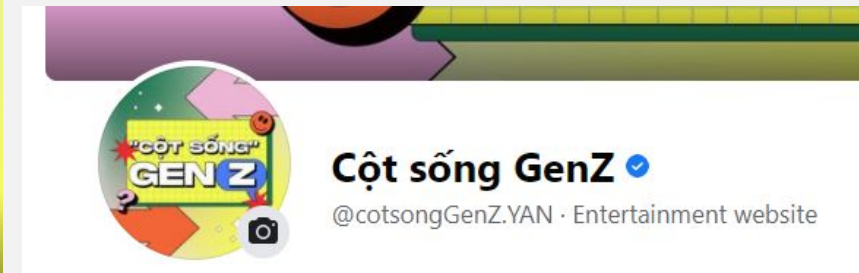 "CỘT SỐNG"
GEN Z
?
Cột sống GenZ
@cotsongGenZ.YAN · Entertainment website